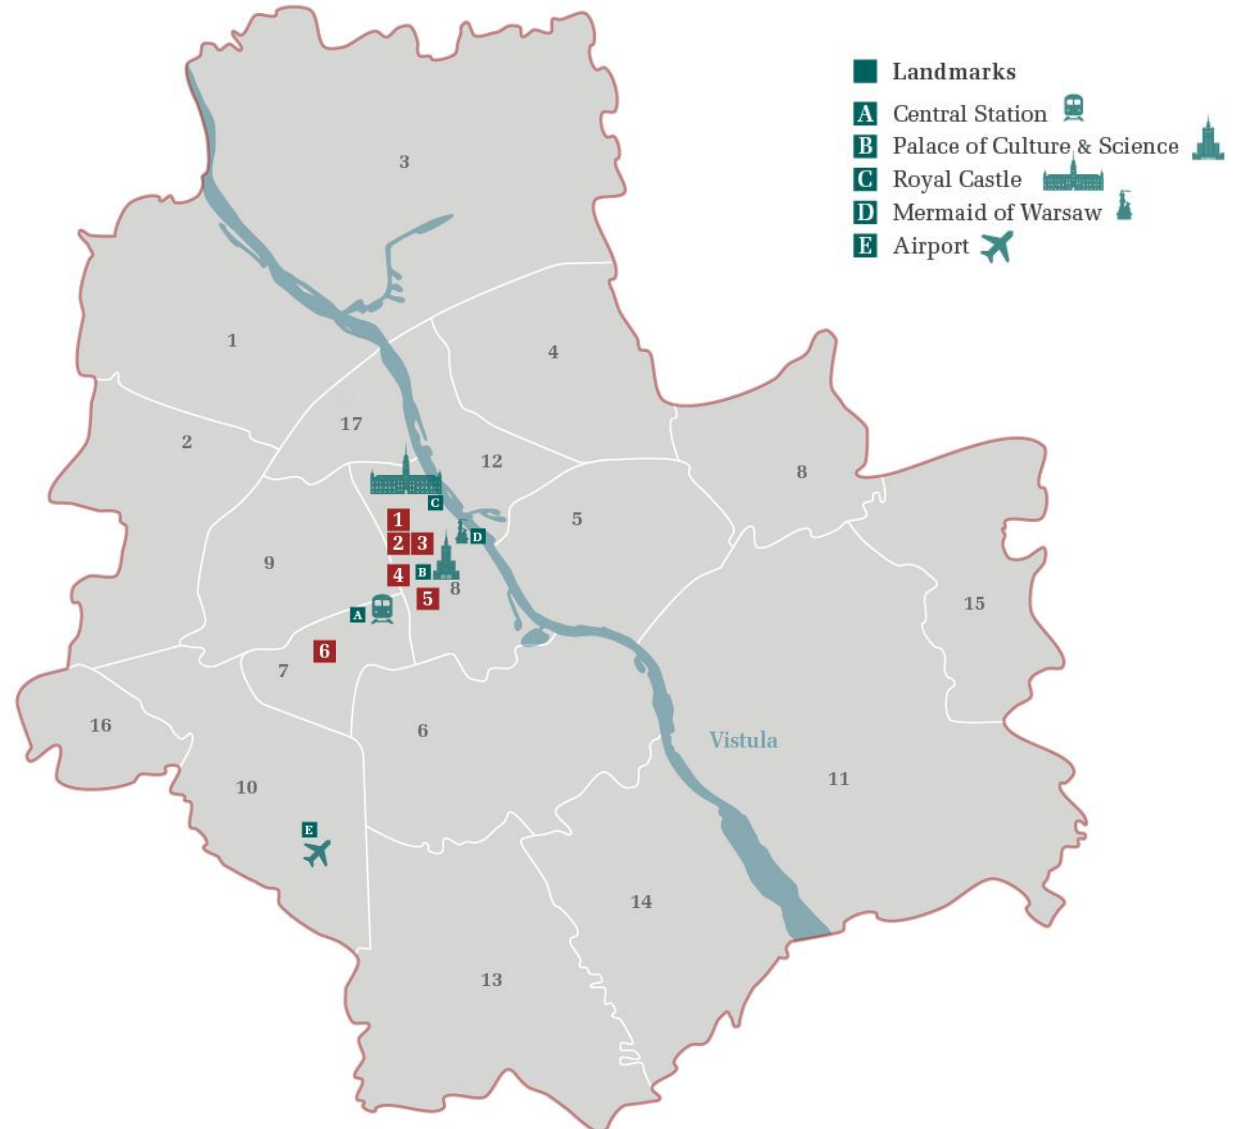 Landmarks
A Central Station
B Palace of Culture & Science
C Royal Castle
D Mermaid of Warsaw
E Airport
3
1
4
17
2
12
8
C
1
5
D
2 3
9
B
4
8
5
15
A
6
7
16
6
Vistula
11
10
E
14
13